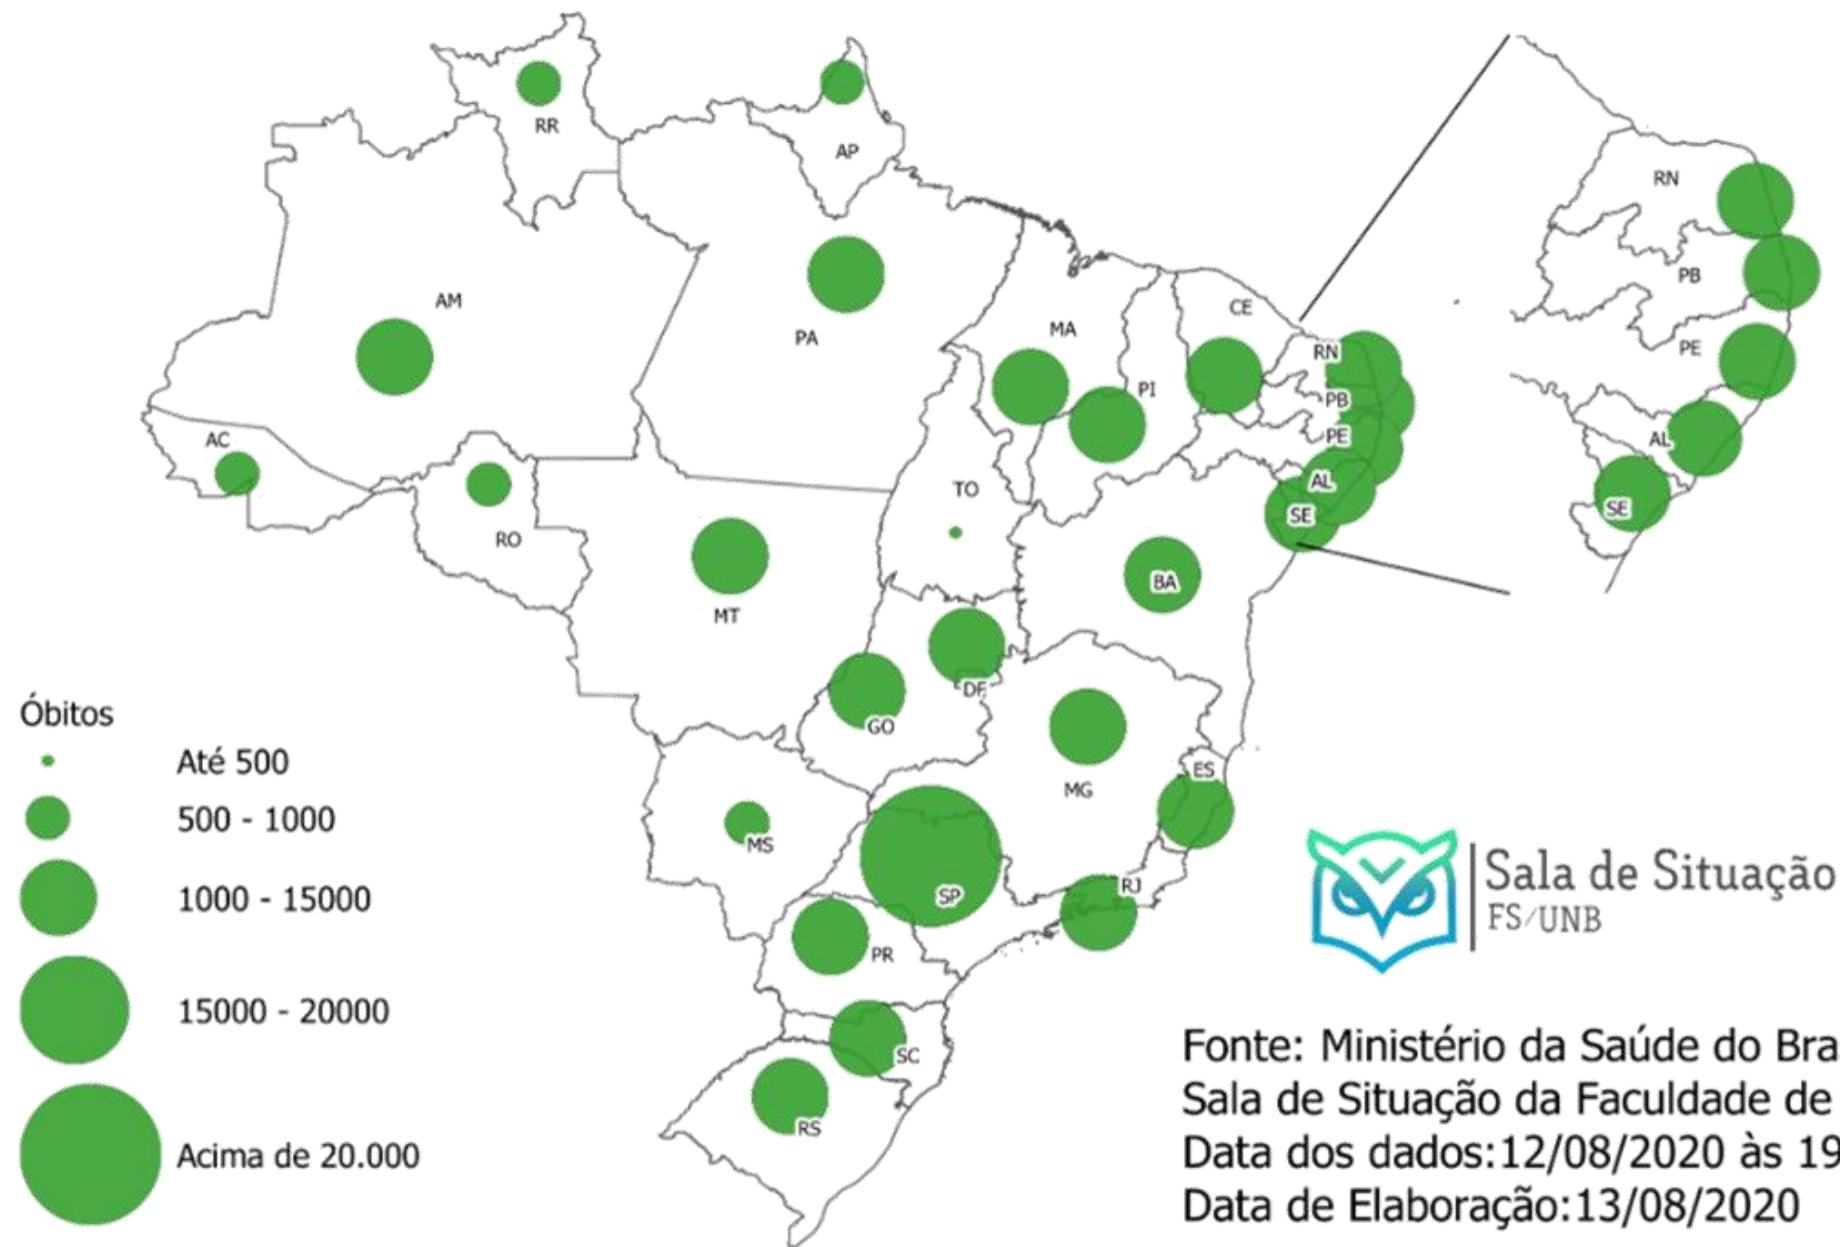 RR
AP
AM
PA
MA
CE
PI
RN
PB
PE
AL
SE
AC
RO
TO
MT
BA
DF
GO
MG
ES
MS
SP
RJ
PR
SC
RS
RN
PB
PE
AL
SE
Óbitos
Até 500
500 - 1000
1000 - 15000
15000 - 20000
Acima de 20.000
Sala de Situação
FS/UNB
Fonte: Ministério da Saúde do Bra
Sala de Situação da Faculdade de
Data dos dados:12/08/2020 às 19
Data de Elaboração:13/08/2020